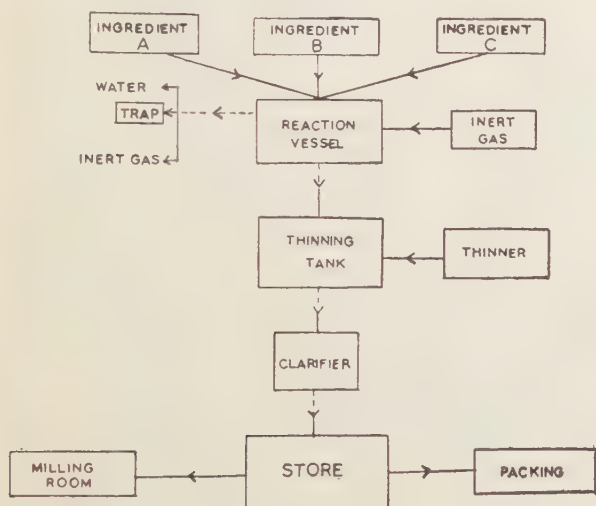 INGREDIENT
A
INGREDIENT
B
INGREDIENT
C
WATER
TRAP
INERT GAS
REACTION
VESSEL
INERT
GAS
THINNING
TANK
THINNER
CLARIFIER
MILLING
ROOM
STORE
PACKING